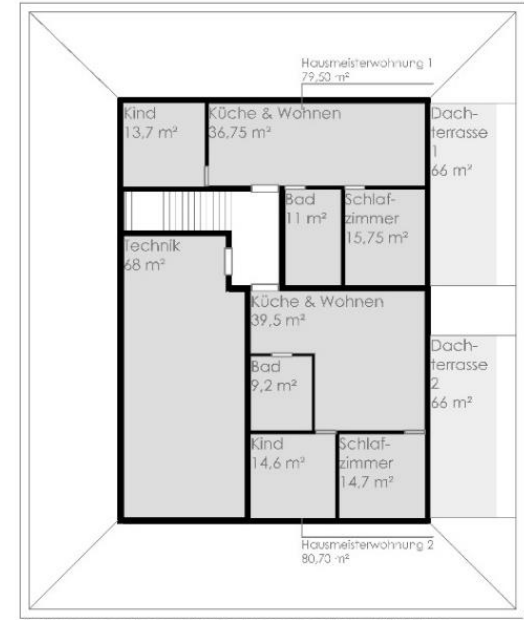 Hausmeisterwohnung 1
79,50 m²
Kind
13,7 m²
Küche & Wohnen
36,75 m²
Dach-
terrasse
1
66 m²
Bad
11 m²
Schlaf-
zimmer
15,75 m²
Technik
68 m²
Küche & Wohnen
39,5 m²
Dach-
terrasse
2
66 m²
Bad
9,2 m²
Kind
14,6 m²
Schlaf-
zimmer
14,7 m²
Hausmeisterwohnung 2
80,70 m²